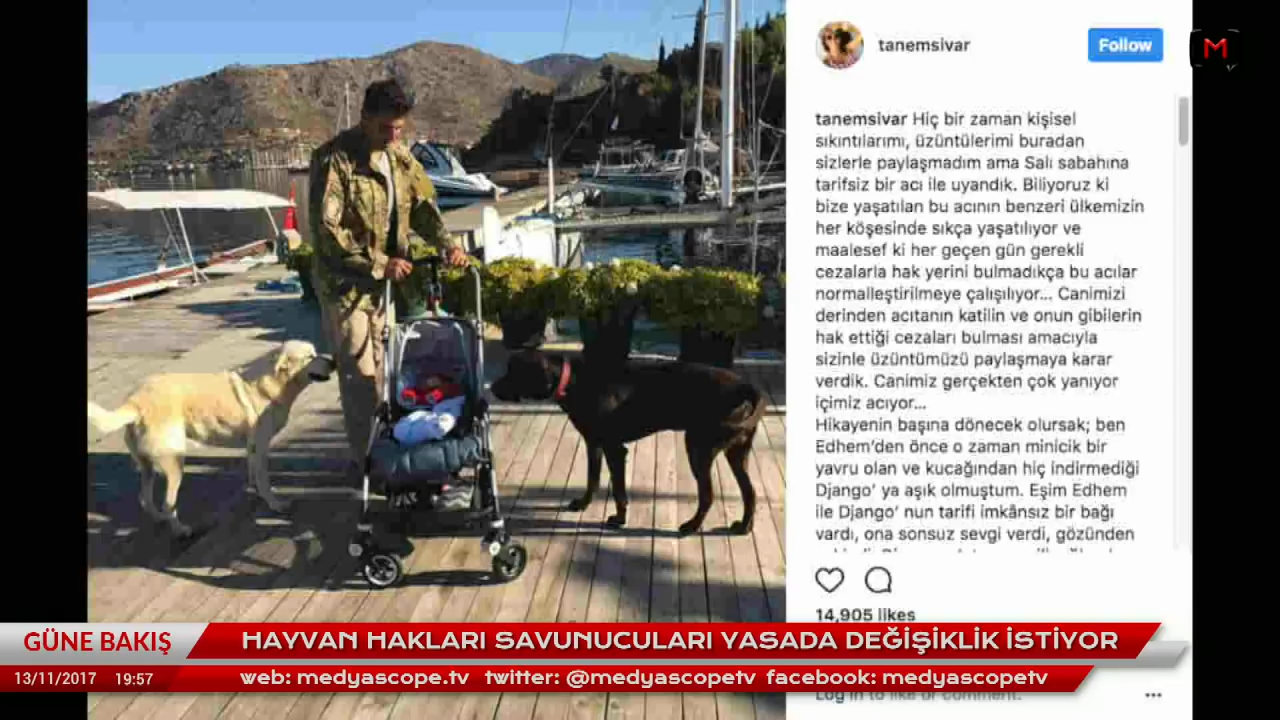 tanemsivar
Follow
M
tanemsivar Hiç bir zaman kişisel
sıkıntılarımı, üzüntülerimi buradan
sizlerle paylaşmadım ama Salı sabahına
tarifsiz bir acı ile uyandık. Biliyoruz ki
bize yaşatılan bu acının benzeri ülkemizin
her köşesinde sıkça yaşatılıyor ve
maalesef ki her geçen gün gerekli
cezalarla hak yerini bulmadıkça bu acılar
normalleştirilmeye çalışılıyor... Canimizi
derinden acıtanın katilin ve onun gibilerin
hak ettiği cezaları bulması amacıyla
sizinle üzüntümüzü paylaşmaya karar
verdik. Canimiz gerçekten çok yanıyor
içimiz acıyor...
Hikayenin başına dönecek olursak; ben
Edhem'den önce o zaman minicik bir
yavru olan ve kucağından hiç indirmediği
Django' ya aşık olmuştum. Eşim Edhem
ile Django' nun tarifi imkânsız bir bağı
vardı, ona sonsuz sevgi verdi, gözünden
14,905 likes
GÜNE BAKIŞ
HAYVAN HAKLARI SAVUNUCULARI YASADA DEĞİŞİKLİK İSTİYOR
13/11/2017 19:57
web: medyascope.tv twitter: @medyascopetv facebook: medyascopetv
Log in to like or comment.